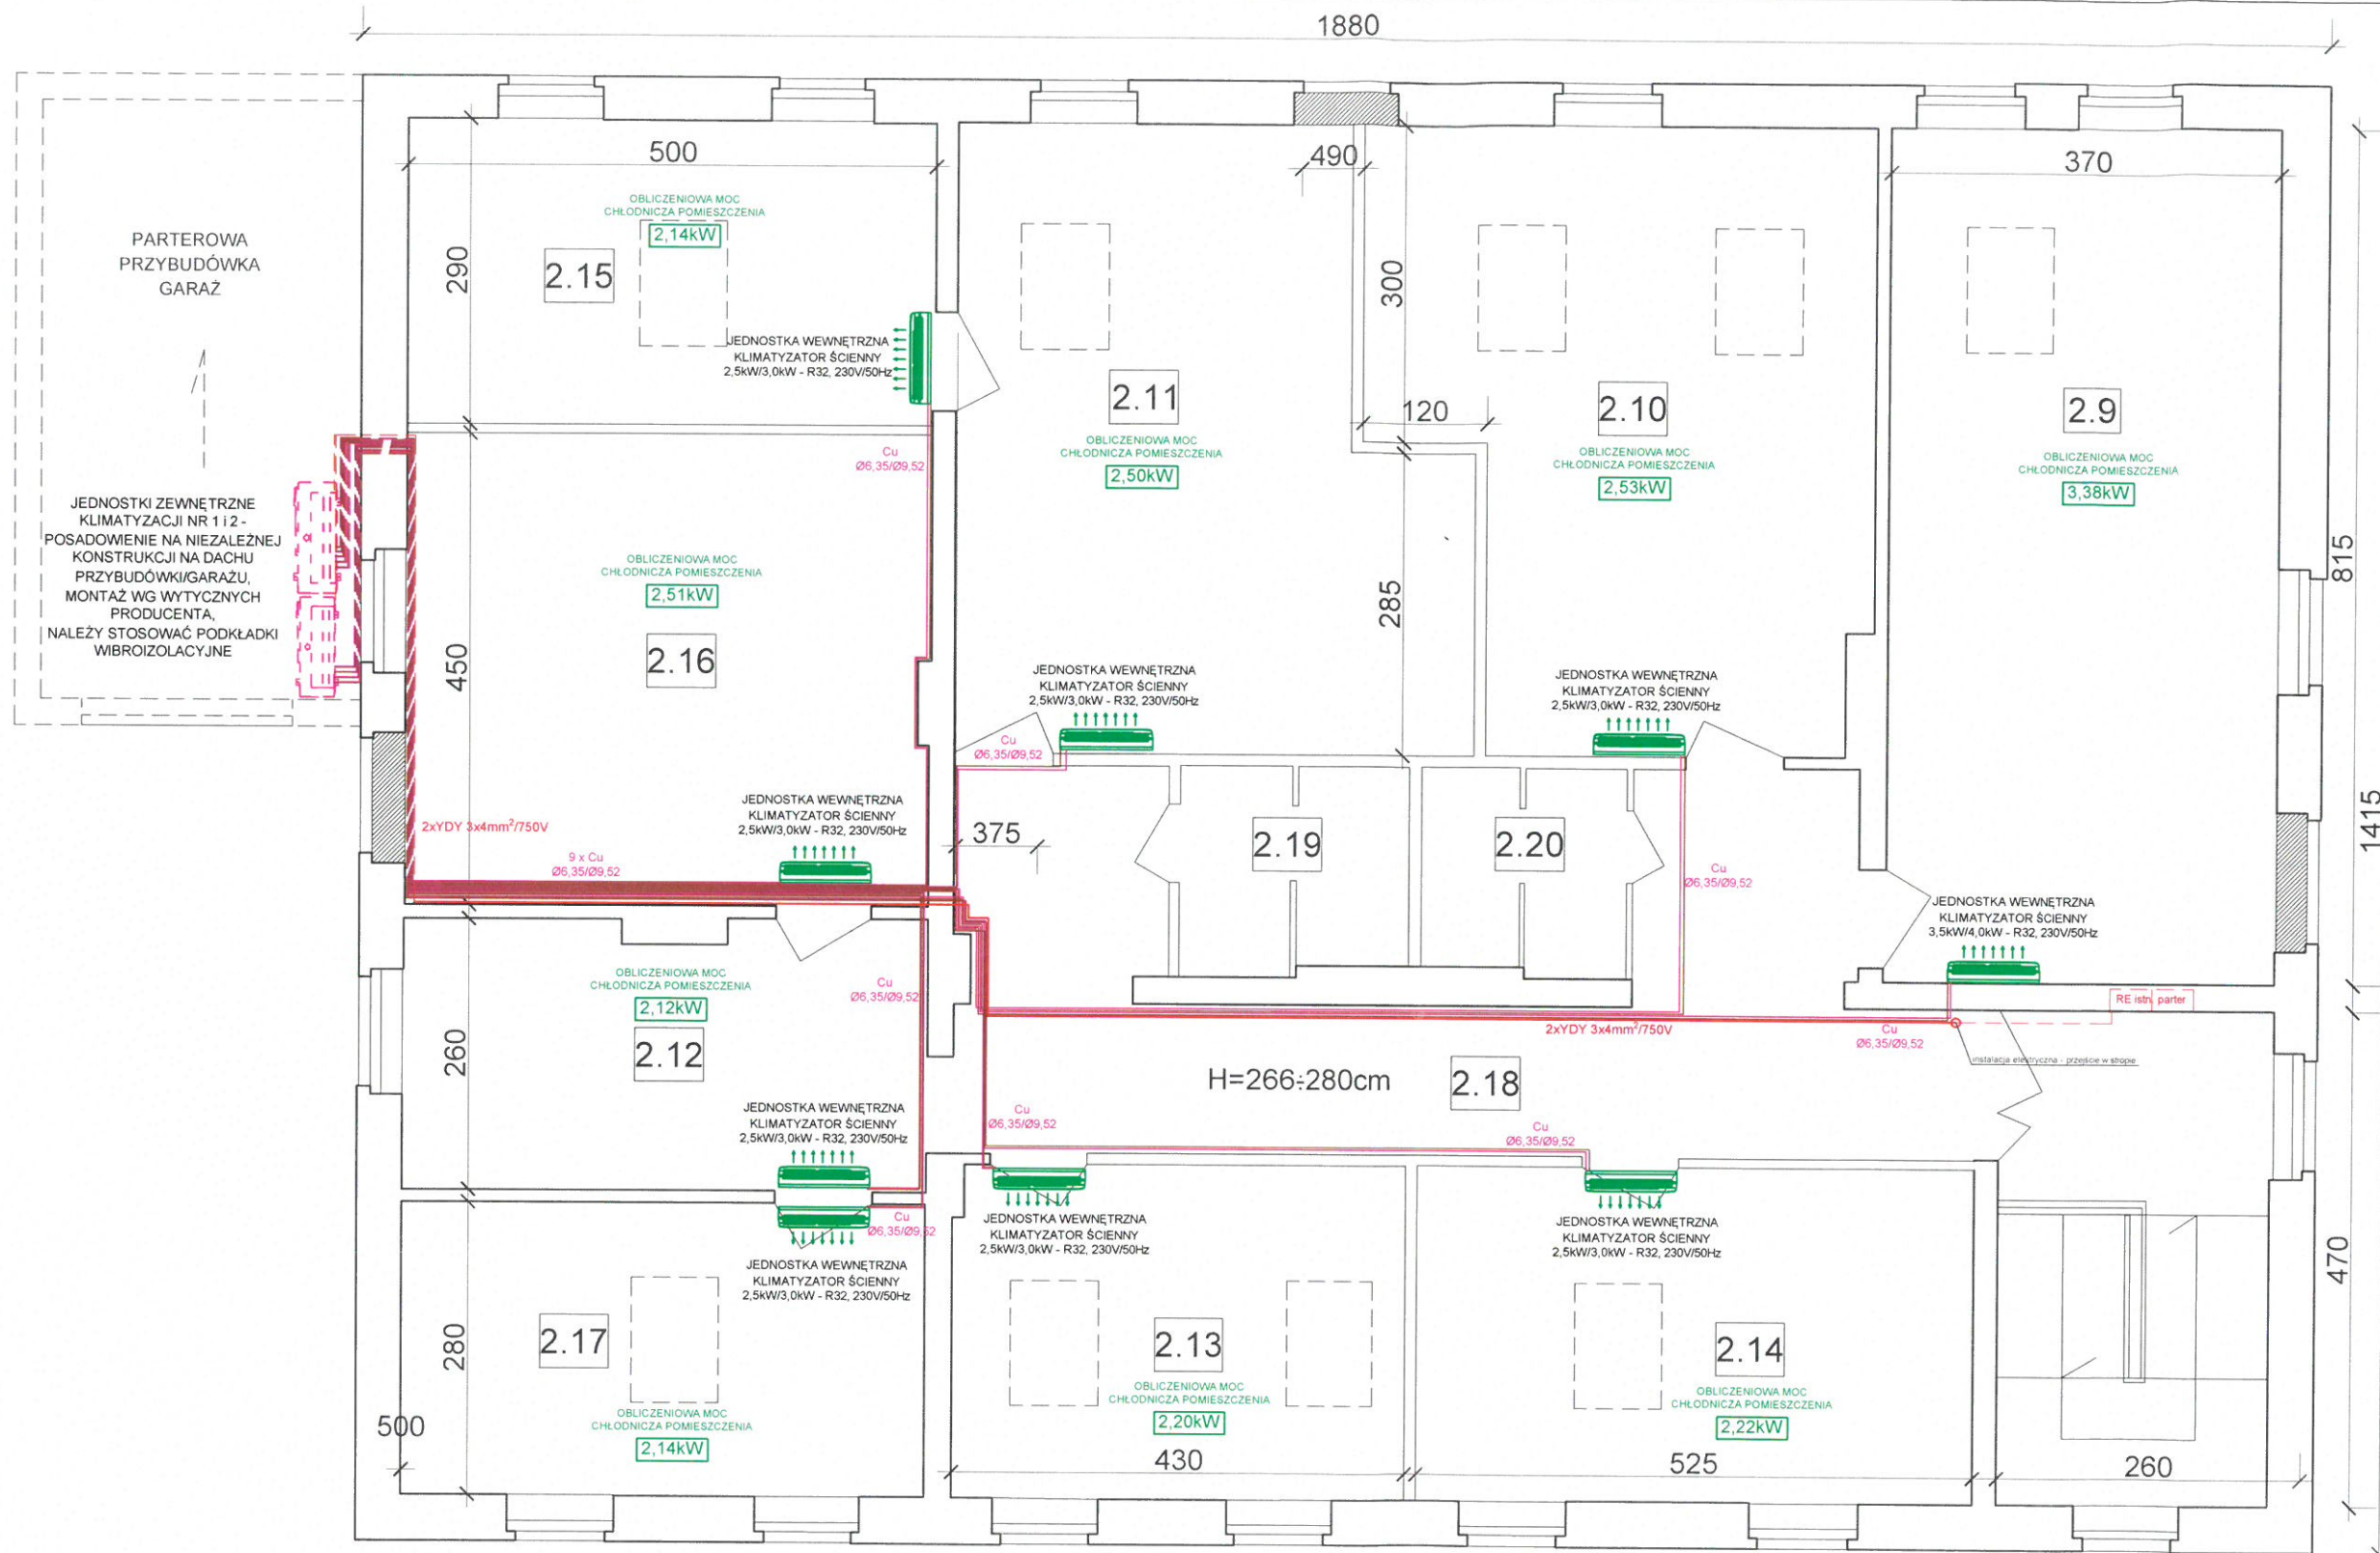 1880
500
490
370
OBLICZENIOWA MOC
CHŁODNICZA POMIESZCZENIA
2,14kW
2.15
290
PARTEROWA
PRZYBUDÓWKA
GARAŻ
JEDNOSTKA WEWNĘTRZNA
KLIMATYZATOR ŚCIENNY
2,5kW/3,0kW - R32, 230V/50Hz
300
2.11
OBLICZENIOWA MOC
CHŁODNICZA POMIESZCZENIA
2,50kW
120
2.10
OBLICZENIOWA MOC
CHŁODNICZA POMIESZCZENIA
2,53kW
2.9
OBLICZENIOWA MOC
CHŁODNICZA POMIESZCZENIA
3,38kW
Cu
Ø6,35/Ø9,52
JEDNOSTKI ZEWNĘTRZNE
KLIMATYZACJI NR 1 i 2 -
POSADOWIENIE NA NIEZALEŻNEJ
KONSTRUKCJI NA DACHU
PRZYBUDÓWKI/GARAŻU,
MONTAŻ WG WYTYCZNYCH
PRODUCENTA,
NALEŻY STOSOWAĆ PODKŁADKI
WIBROIZOLACYJNE
OBLICZENIOWA MOC
CHŁODNICZA POMIESZCZENIA
2,51kW
2.16
450
285
815
1415
JEDNOSTKA WEWNĘTRZNA
KLIMATYZATOR ŚCIENNY
2,5kW/3,0kW - R32, 230V/50Hz
JEDNOSTKA WEWNĘTRZNA
KLIMATYZATOR ŚCIENNY
2,5kW/3,0kW - R32, 230V/50Hz
Cu
Ø6,35/Ø9,52
JEDNOSTKA WEWNĘTRZNA
KLIMATYZATOR ŚCIENNY
2,5kW/3,0kW - R32, 230V/50Hz
2xYDY 3x4mm²/750V
9 x Cu
Ø6,35/Ø9,52
375
2.19
2.20
Cu
Ø6,35/Ø9,52
JEDNOSTKA WEWNĘTRZNA
KLIMATYZATOR ŚCIENNY
3,5kW/4,0kW - R32, 230V/50Hz
OBLICZENIOWA MOC
CHŁODNICZA POMIESZCZENIA
2,12kW
2.12
260
Cu
Ø6,35/Ø9,52
RE istn. parter
2xYDY 3x4mm²/750V
Cu
Ø6,35/Ø9,52
instalacja elektryczna - przejście w stropie
H=266÷280cm
2.18
JEDNOSTKA WEWNĘTRZNA
KLIMATYZATOR ŚCIENNY
2,5kW/3,0kW - R32, 230V/50Hz
Cu
Ø6,35/Ø9,52
Cu
Ø6,35/Ø9,52
Cu
Ø6,35/Ø9,52
JEDNOSTKA WEWNĘTRZNA
KLIMATYZATOR ŚCIENNY
2,5kW/3,0kW - R32, 230V/50Hz
JEDNOSTKA WEWNĘTRZNA
KLIMATYZATOR ŚCIENNY
2,5kW/3,0kW - R32, 230V/50Hz
JEDNOSTKA WEWNĘTRZNA
KLIMATYZATOR ŚCIENNY
2,5kW/3,0kW - R32, 230V/50Hz
470
280
2.17
OBLICZENIOWA MOC
CHŁODNICZA POMIESZCZENIA
2,14kW
500
2.13
OBLICZENIOWA MOC
CHŁODNICZA POMIESZCZENIA
2,20kW
430
2.14
OBLICZENIOWA MOC
CHŁODNICZA POMIESZCZENIA
2,22kW
525
260